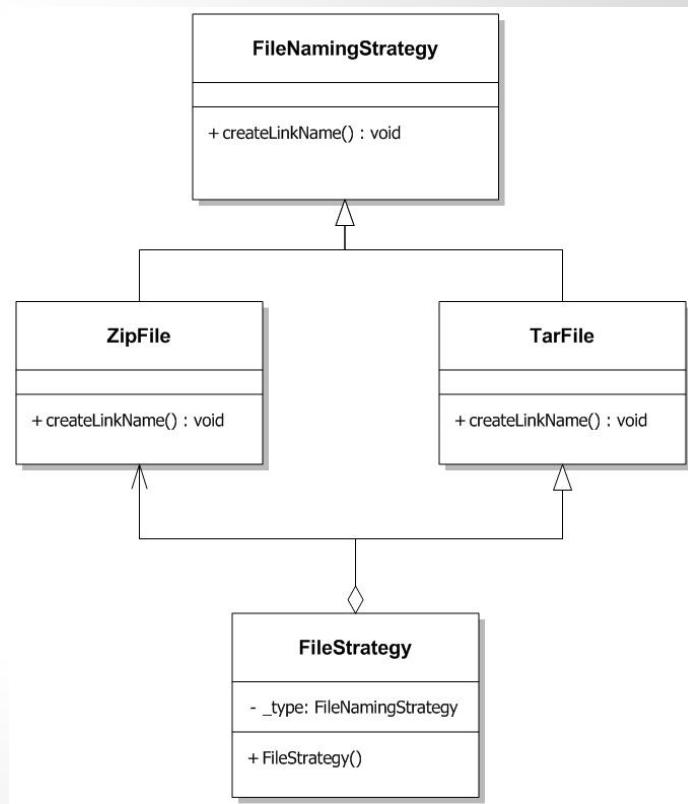 FileNamingStrategy
+ createLinkName() : void
ZipFile
+ createLinkName() : void
TarFile
+ createLinkName() : void
FileStrategy
- _type: FileNamingStrategy
+ FileStrategy()